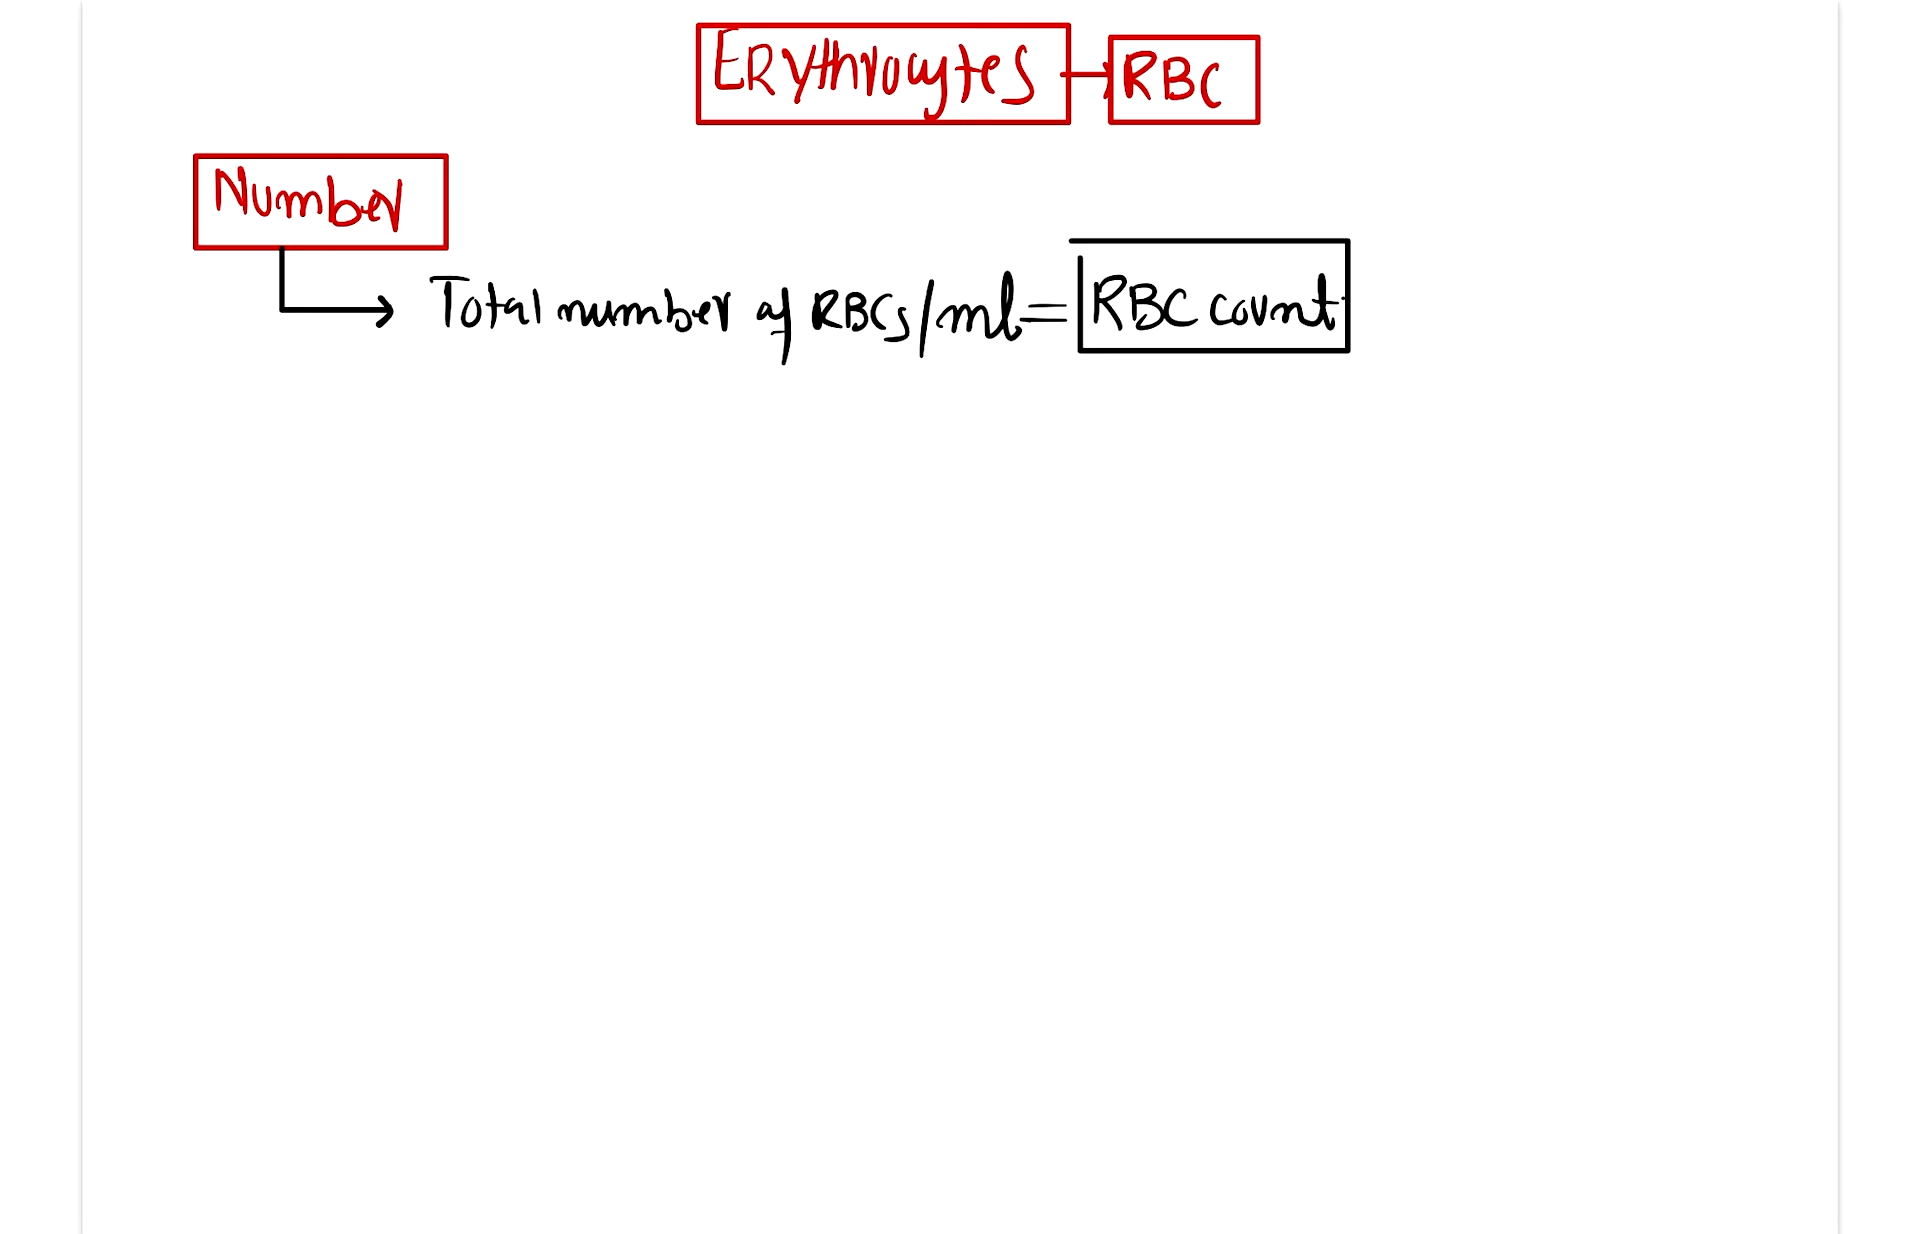 ERythrocytes → RBC
Number
→ Total number of RBCs/ml = RBC count